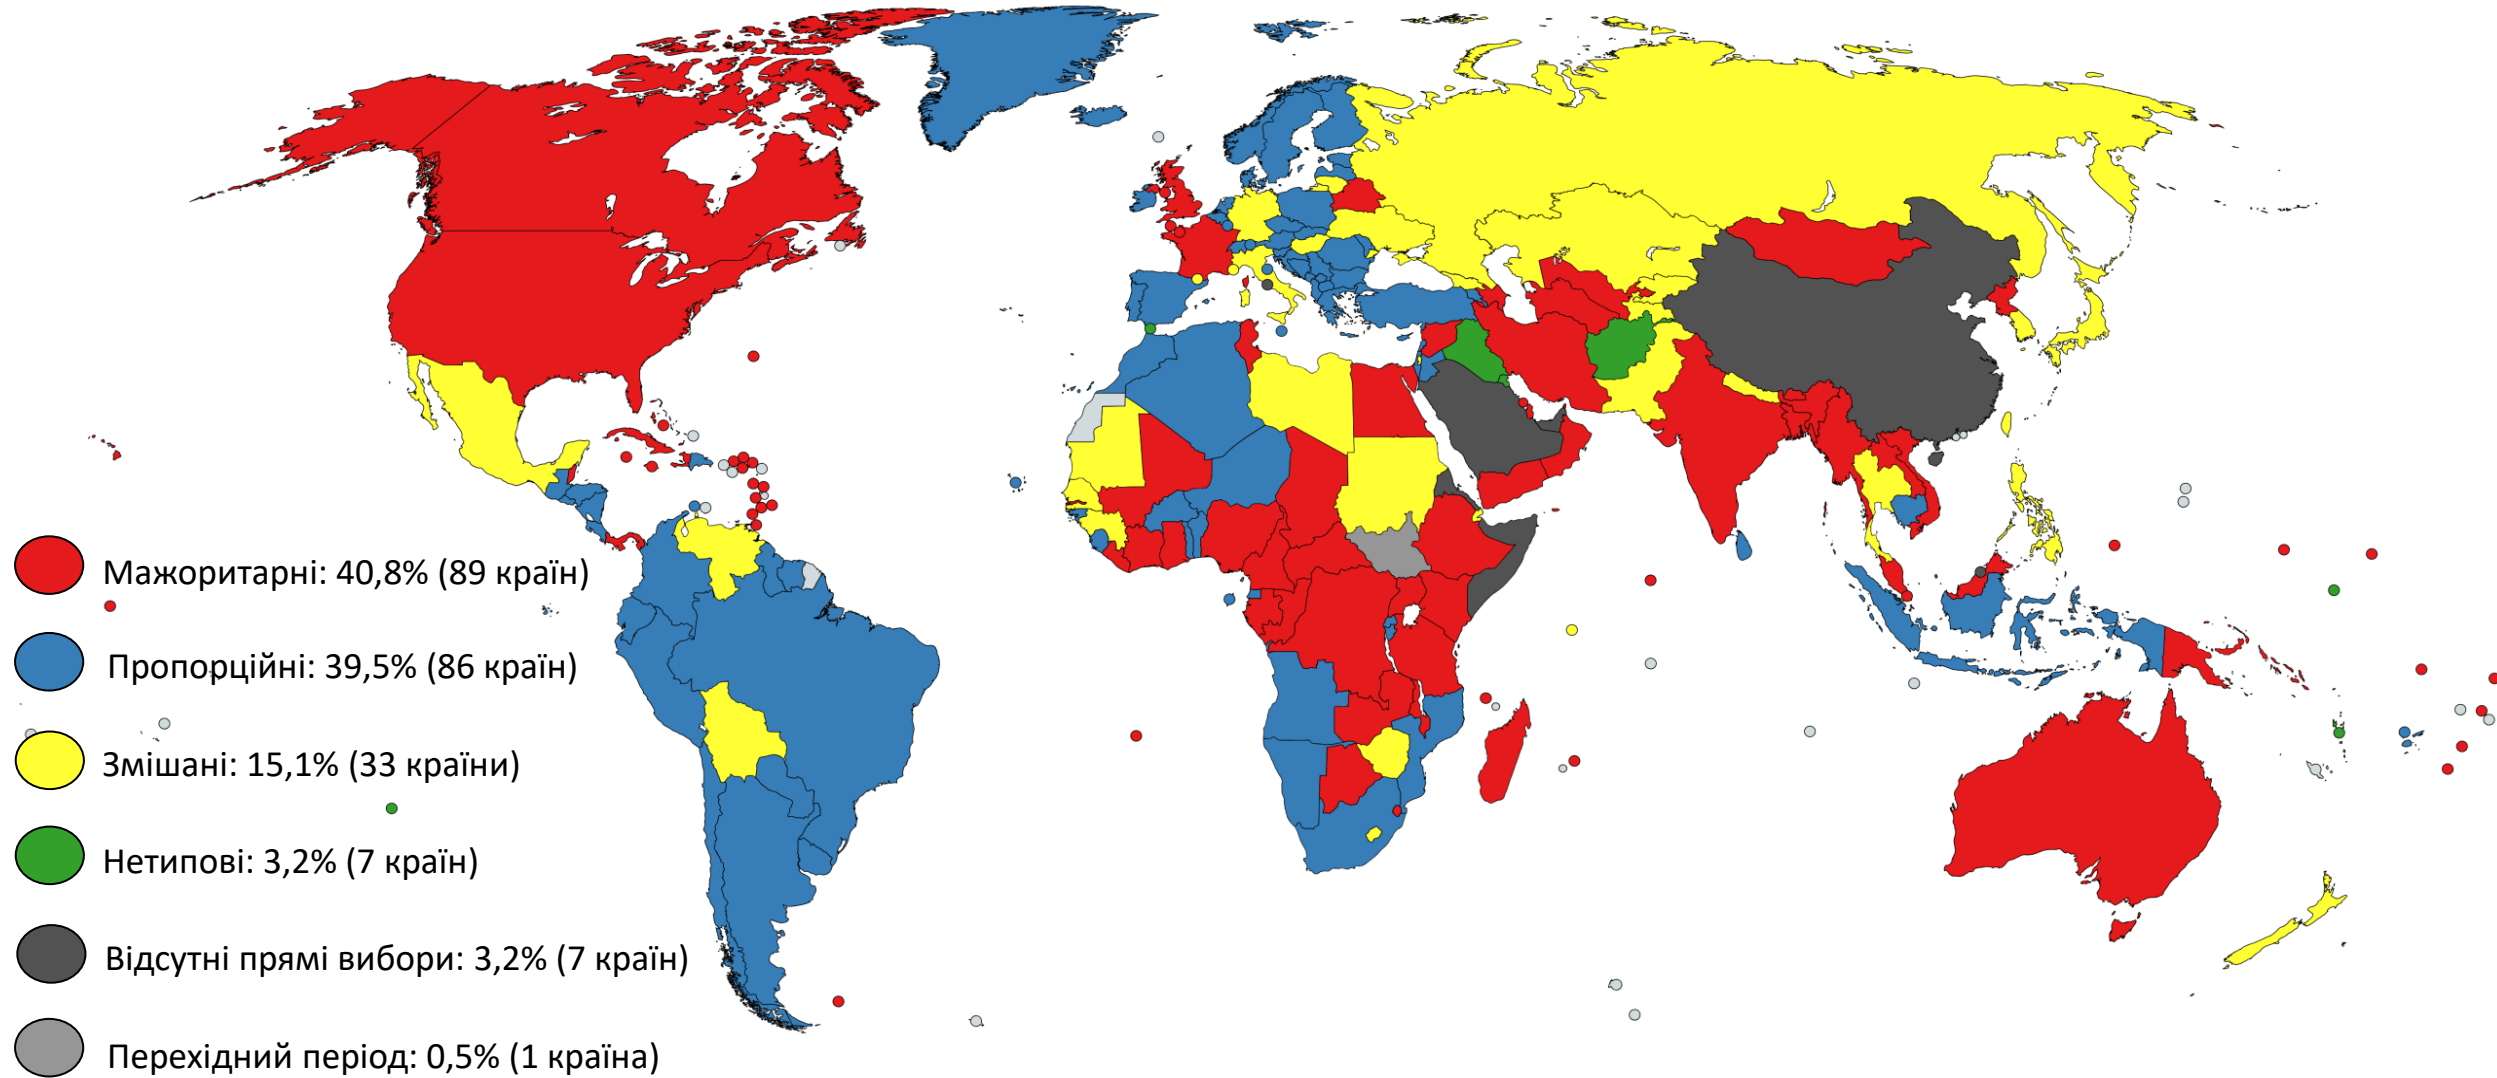 Мажоритарні: 40,8% (89 країн)
Пропорційні: 39,5% (86 країн)
Змішані: 15,1% (33 країни)
Нетипові: 3,2% (7 країн)
Відсутні прямі вибори: 3,2% (7 країн)
Перехідний період: 0,5% (1 країна)